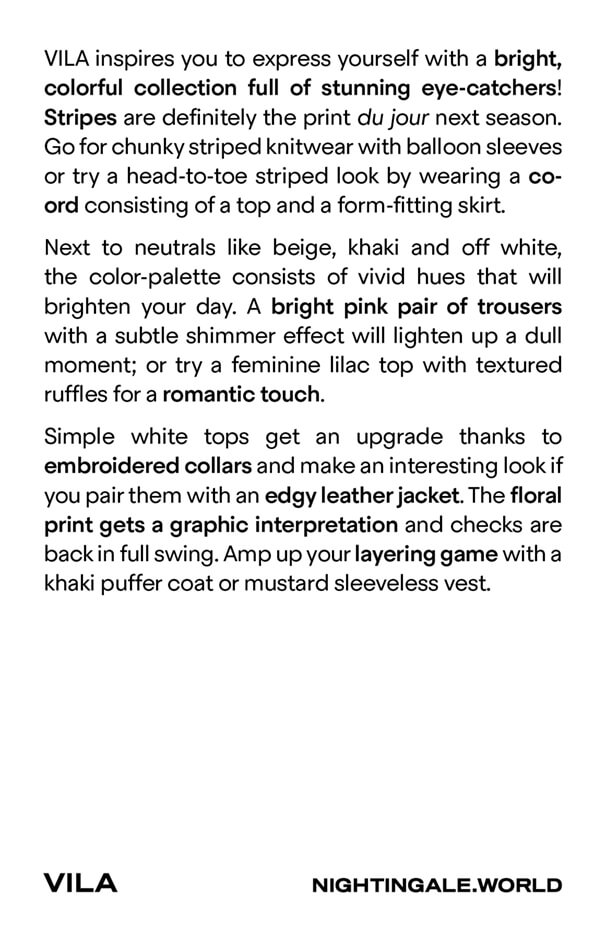 VILA inspires you to express yourself with a bright,
colorful collection full of stunning eye-catchers!
Stripes are definitely the print du jour next season.
Go for chunky striped knitwear with balloon sleeves
or try a head-to-toe striped look by wearing a co-
ord consisting of a top and a form-fitting skirt.
Next to neutrals like beige, khaki and off white,
the color-palette consists of vivid hues that will
brighten your day. A bright pink pair of trousers
with a subtle shimmer effect will lighten up a dull
moment; or try a feminine lilac top with textured
ruffles for a romantic touch.
Simple white tops get an upgrade thanks to
embroidered collars and make an interesting look if
you pair them with an edgy leather jacket. The floral
print gets a graphic interpretation and checks are
back in full swing. Amp up your layering game with a
khaki puffer coat or mustard sleeveless vest.
VILA
NIGHTINGALE.WORLD